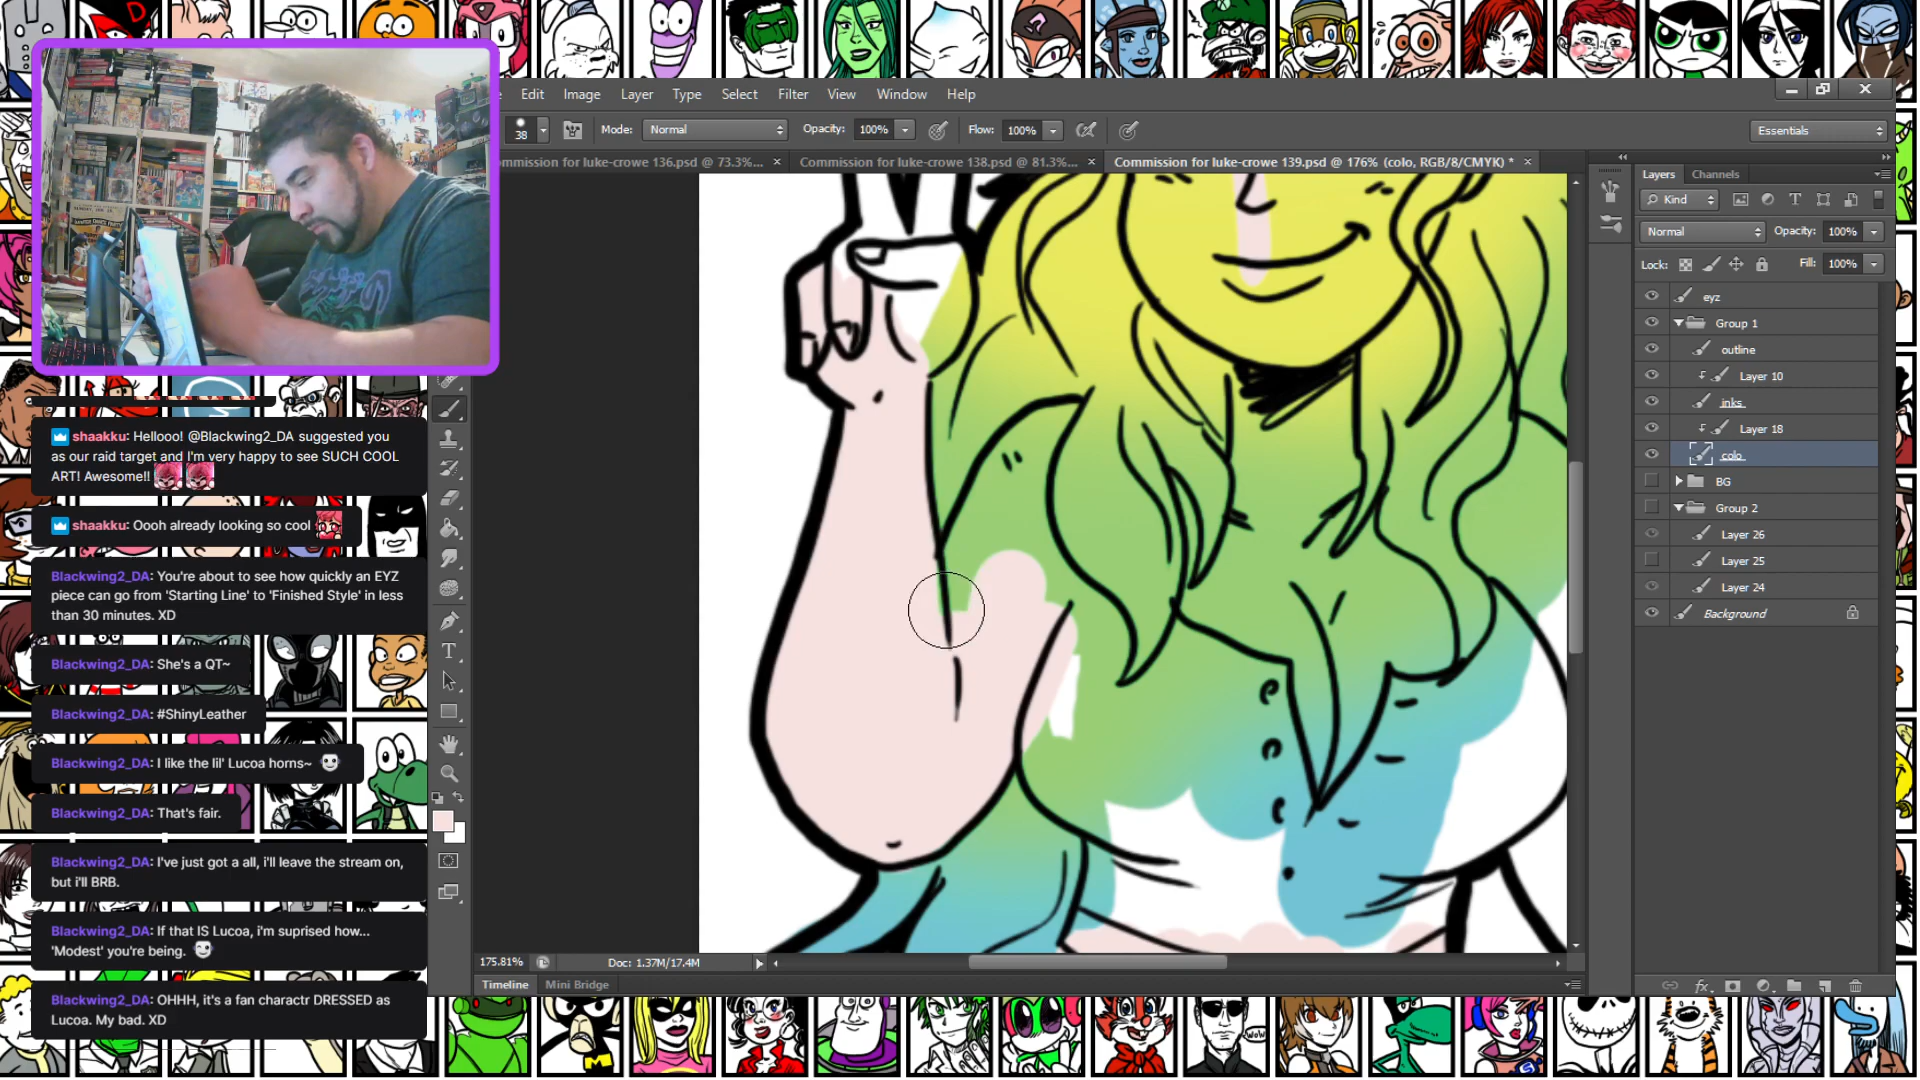 Edit Image Layer Type Select Filter View Window Help
38 Mode: Normal Opacity: 100% Flow: 100% Essentials
ommission for luke-crowe 136.psd @ 73.3%... × Commission for luke-crowe 138.psd @ 81.3%... × Commission for luke-crowe 139.psd @ 176% (colo, RGB/8/CMYK) * ×
Layers Channels
Kind
Normal Opacity: 100%
Lock: Fill: 100%
eyz
Group 1
outline
Layer 10
inks
Layer 18
colo
BG
Group 2
Layer 26
Layer 25
Layer 24
Background
shaakku: Hellooo! @Blackwing2_DA suggested you
as our raid target and I'm very happy to see SUCH COOL
ART! Awesome!!
shaakku: Oooh already looking so cool
Blackwing2_DA: You're about to see how quickly an EYZ
piece can go from 'Starting Line' to 'Finished Style' in less
than 30 minutes. XD
Blackwing2_DA: She's a QT~
Blackwing2_DA: #ShinyLeather
Blackwing2_DA: I like the lil' Lucoa horns~
Blackwing2_DA: That's fair.
Blackwing2_DA: I've just got a all, i'll leave the stream on,
but i'll BRB.
Blackwing2_DA: If that IS Lucoa, i'm suprised how...
'Modest' you're being.
Blackwing2_DA: OHHH, it's a fan charactr DRESSED as
Lucoa. My bad. XD
175.81% Doc: 1.37M/17.4M
Timeline Mini Bridge
WOW